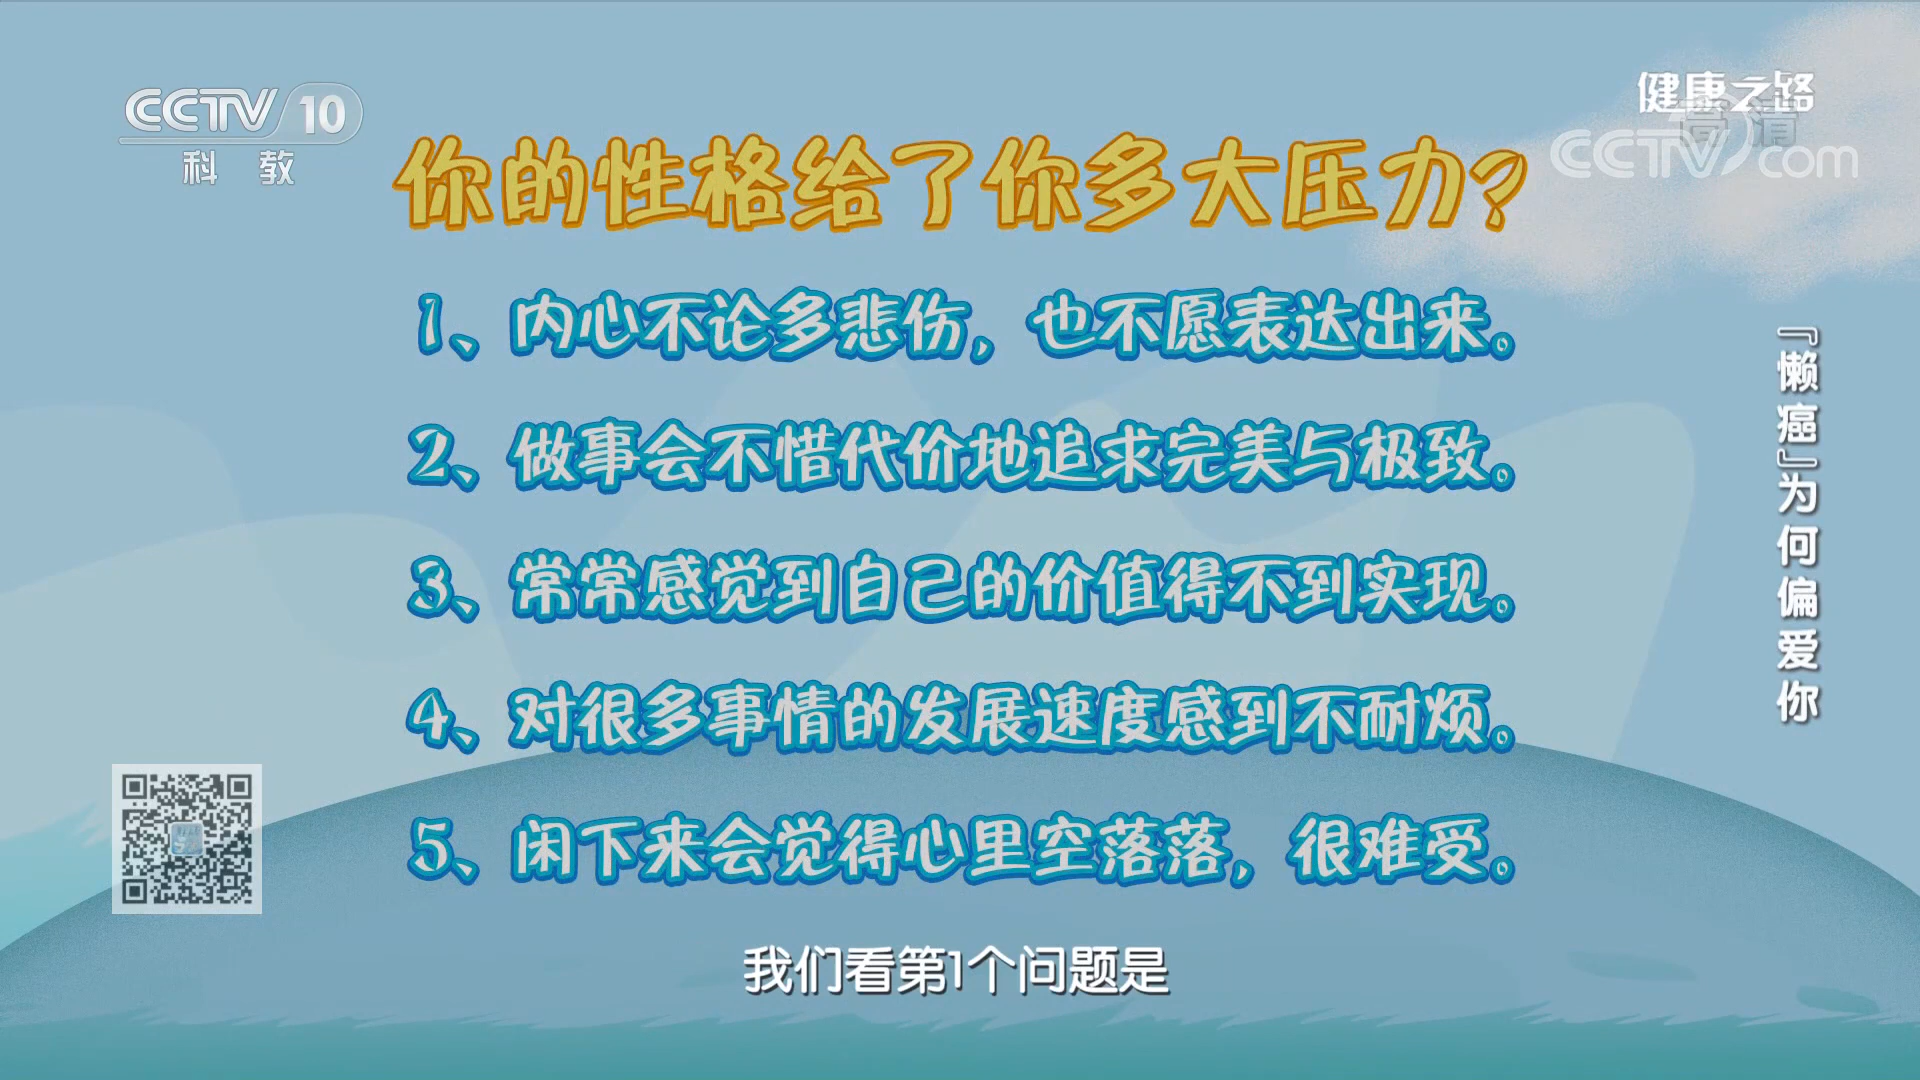 CCTV 10
科教
健康之路
高清
CCTV.com
你的性格给了你多大压力?
1、内心不论多悲伤，也不愿表达出来。
2、做事会不惜代价地追求完美与极致。
3、常常感觉到自己的价值得不到实现。
4、对很多事情的发展速度感到不耐烦。
5、闲下来会觉得心里空落落，很难受。
『懒癌』为何偏爱你
我们看第1个问题是